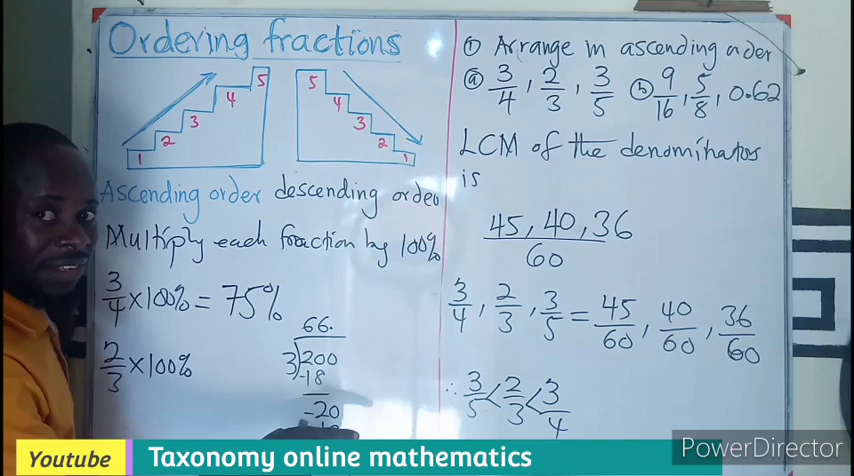 Ordering fractions
1 2 3 4 5
5 4 3 2 1
Ascending order descending order
Multiply each fraction by 100%
3/4 × 100% = 75%
2/3 × 100%
66.
3)200
-18
-20
① Arrange in ascending order
ⓐ 3/4, 2/3, 3/5 ⓑ 9/16, 5/8, 0.62
LCM of the denominators
is
45, 40, 36
60
3/4, 2/3, 3/5 = 45/60, 40/60, 36/60
∴ 3/5 < 2/3 < 3/4
Youtube Taxonomy online mathematics
PowerDirector